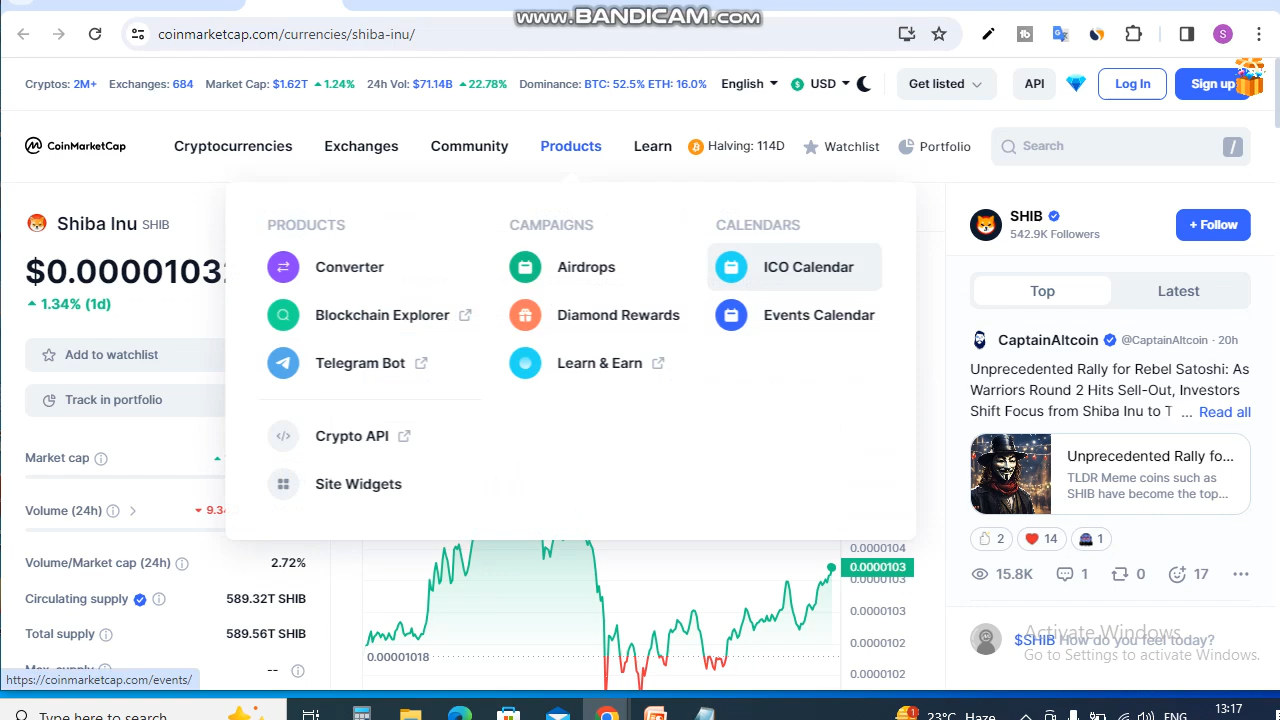 www.BANDICAM.com
coinmarketcap.com/currencies/shiba-inu/
S
Cryptos: 2M+ Exchanges: 684 Market Cap: $1.62T 1.24% 24h Vol: $71.14B 22.78% Dominance: BTC: 52.5% ETH: 16.0% English USD Get listed API Log In Sign up
CoinMarketCap Cryptocurrencies Exchanges Community Products Learn Halving: 114D Watchlist Portfolio Search /
Shiba Inu SHIB
$0.0000103
1.34% (1d)
Add to watchlist
Track in portfolio
Market cap
Volume (24h) 9.34
Volume/Market cap (24h) 2.72%
Circulating supply 589.32T SHIB
Total supply 589.56T SHIB
Max. supply --
PRODUCTS
Converter
Blockchain Explorer
Telegram Bot
Crypto API
Site Widgets
CAMPAIGNS
Airdrops
Diamond Rewards
Learn & Earn
CALENDARS
ICO Calendar
Events Calendar
0.0000104
0.0000103
0.0000103
0.0000103
0.0000102
0.0000102
0.00001018
SHIB
542.9K Followers
+ Follow
Top Latest
CaptainAltcoin @CaptainAltcoin · 20h
Unprecedented Rally for Rebel Satoshi: As
Warriors Round 2 Hits Sell-Out, Investors
Shift Focus from Shiba Inu to T ... Read all
Unprecedented Rally fo...
TLDR Meme coins such as
SHIB have become the top...
2 14 1
15.8K 1 0 17
$SHIB How do you feel today?
Activate Windows
Go to Settings to activate Windows.
https://coinmarketcap.com/events/
Type here to search
1 23°C Haze ENG 13:17